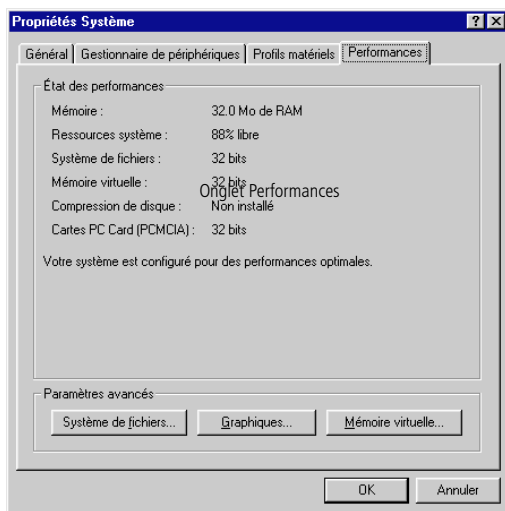 Propriétés Système
Général Gestionnaire de périphériques Profils matériels Performances
État des performances
Mémoire : 32.0 Mo de RAM
Ressources système : 88% libre
Système de fichiers : 32 bits
Mémoire virtuelle : 32 bits
Onglet Performances
Compression de disque : Non installé
Cartes PC Card (PCMCIA) : 32 bits
Votre système est configuré pour des performances optimales.
Paramètres avancés
Système de fichiers... Graphiques... Mémoire virtuelle...
OK Annuler